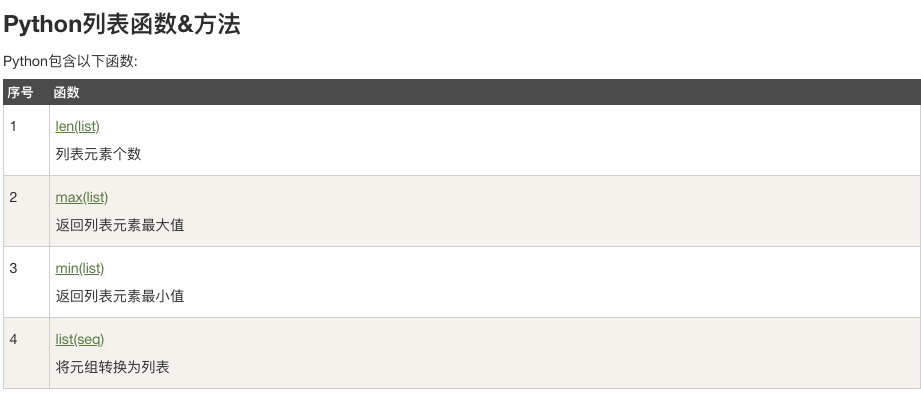 Python列表函数&方法
Python包含以下函数:
序号 函数
1 len(list)
列表元素个数
2 max(list)
返回列表元素最大值
3 min(list)
返回列表元素最小值
4 list(seq)
将元组转换为列表